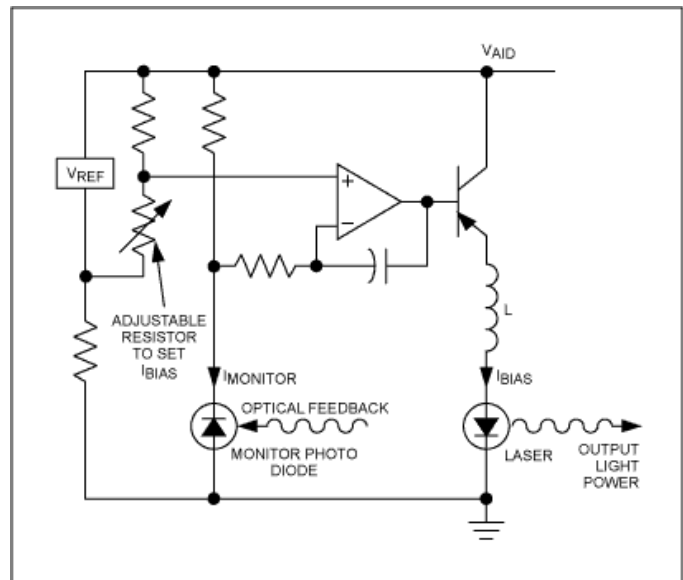 VAID
VREF
+
−
ADJUSTABLE
RESISTOR
TO SET
IBIAS
L
IMONITOR
IBIAS
OPTICAL FEEDBACK
MONITOR PHOTO
DIODE
LASER
OUTPUT
LIGHT
POWER